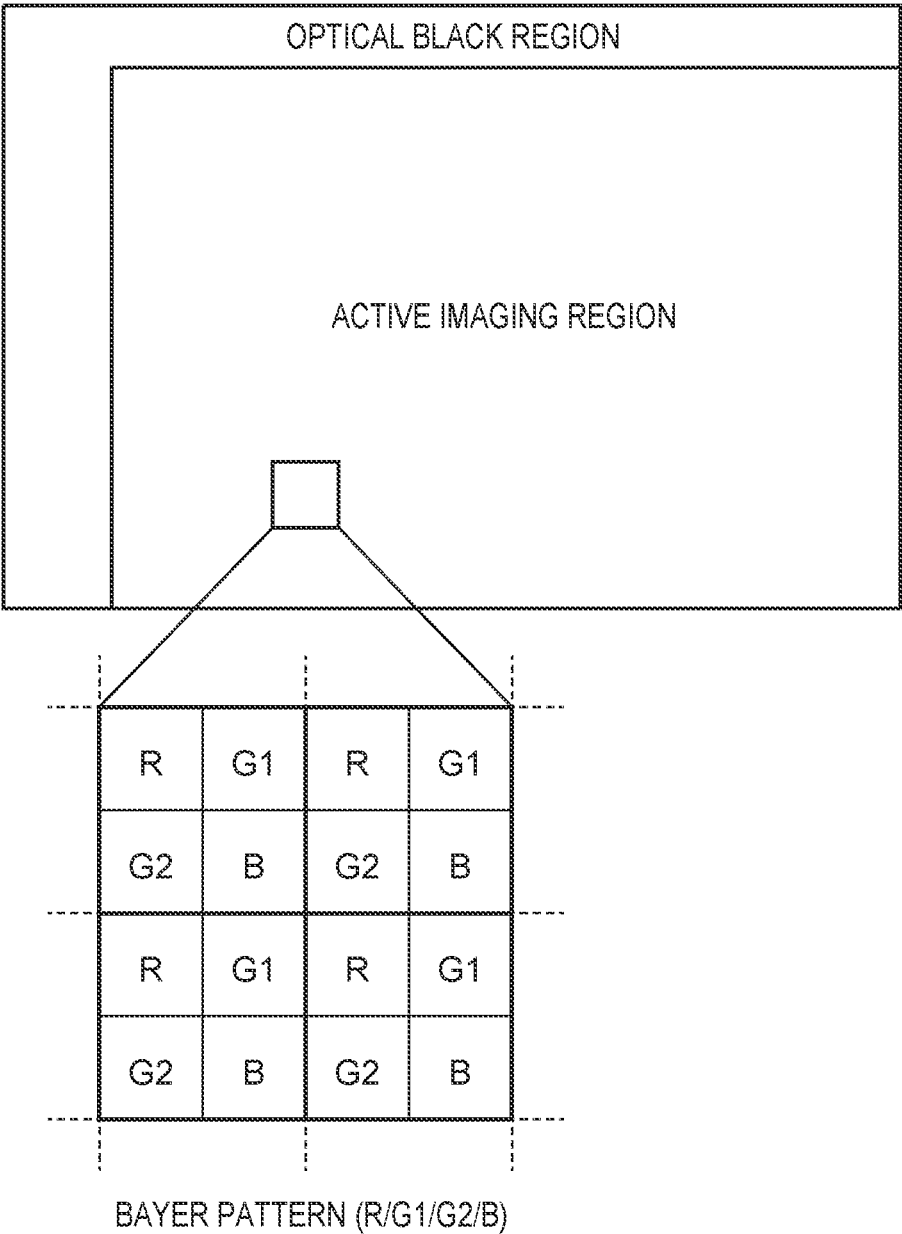 OPTICAL BLACK REGION
ACTIVE IMAGING REGION
R G1 R G1
G2 B G2 B
R G1 R G1
G2 B G2 B
BAYER PATTERN (R/G1/G2/B)